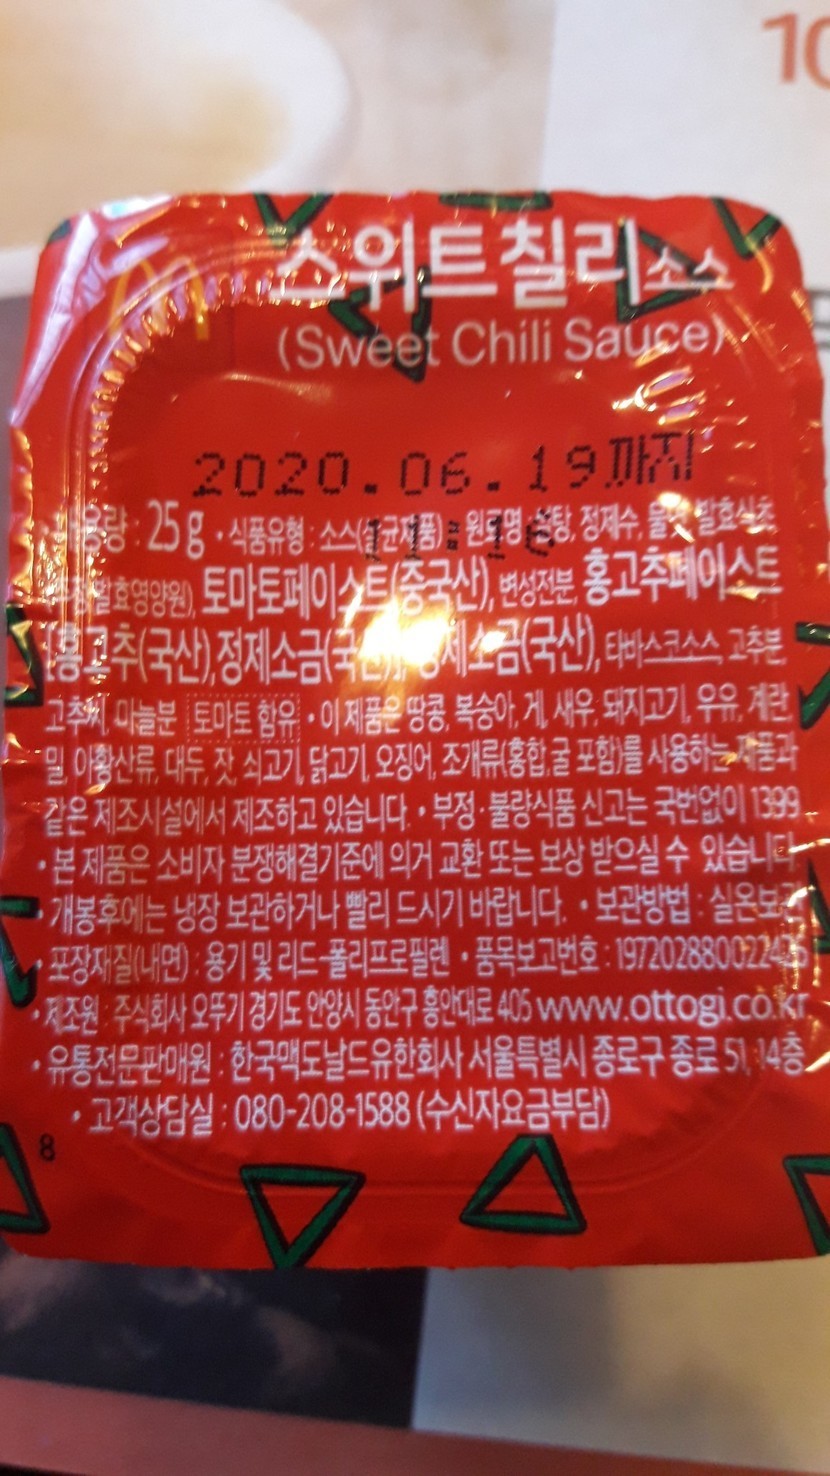 10
스위트칠리소스
(Sweet Chili Sauce)
2020.06.19까지
: 25g · 식품유형 : 소스(살균제품) · 원료명 : 설탕, 정제수, 물엿, 발효식초
토마토페이스트(중국산), 변성전분, 홍고추페이스트
[홍고추(국산), 정제소금(국산)], 정제소금(국산), 타바스코소스, 고추분,
고추씨, 마늘분 토마토 함유 · 이 제품은 땅콩, 복숭아, 게, 새우, 돼지고기, 우유, 계란
밀, 아황산류, 대두, 잣, 쇠고기, 닭고기, 오징어, 조개류(홍합,굴 포함)를 사용하는 제품과
같은 제조시설에서 제조하고 있습니다. · 부정 · 불량식품 신고는 국번없이 1399
· 본 제품은 소비자 분쟁해결기준에 의거 교환 또는 보상 받으실 수 있습니다
· 개봉후에는 냉장 보관하거나 빨리 드시기 바랍니다. · 보관방법 : 실온보관
· 포장재질(내면) : 용기 및 리드-폴리프로필렌 · 품목보고번호 :
· 제조원 : 주식회사 오뚜기 경기도 안양시 동안구 흥안대로 405 www.ottogi.co.kr
· 유통전문판매원 : 한국맥도날드유한회사 서울특별시 종로구 종로 51, 14층
· 고객상담실 : 080-208-1588 (수신자요금부담)
8